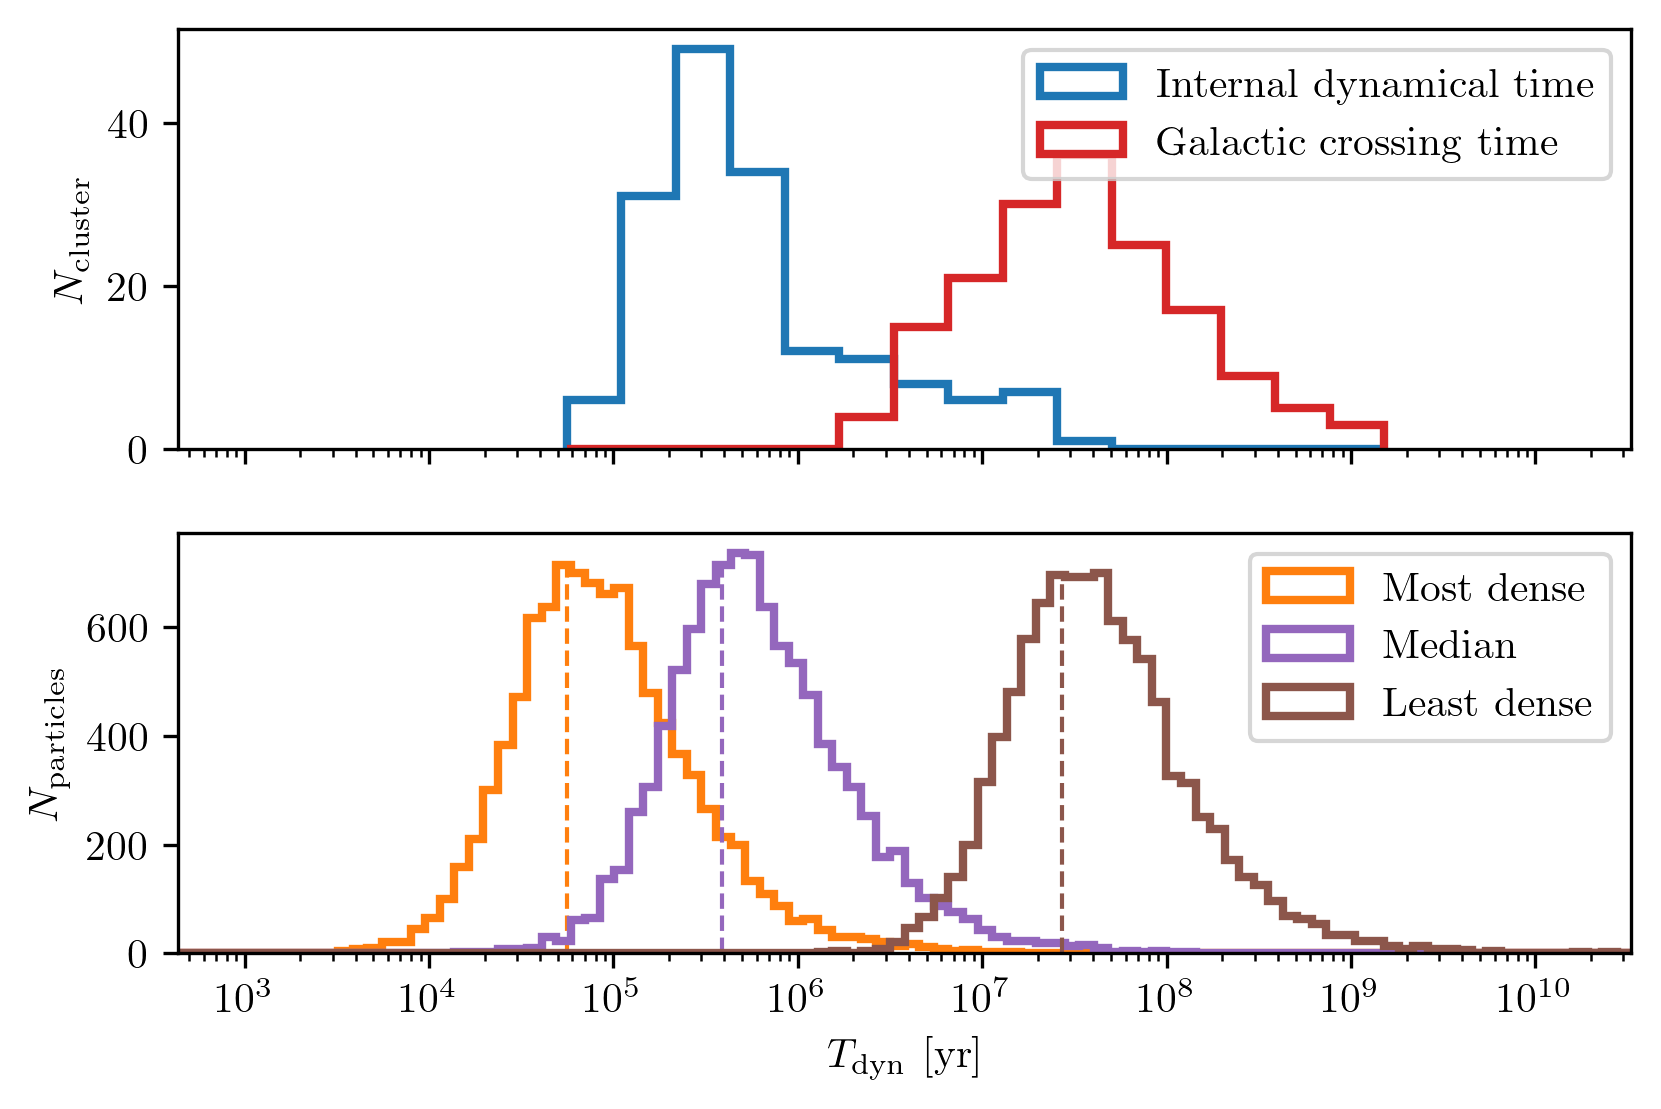 40
20
0
N_cluster
Internal dynamical time
Galactic crossing time
600
400
200
0
N_particles
Most dense
Median
Least dense
10^3 10^4 10^5 10^6 10^7 10^8 10^9 10^10
T_dyn [yr]